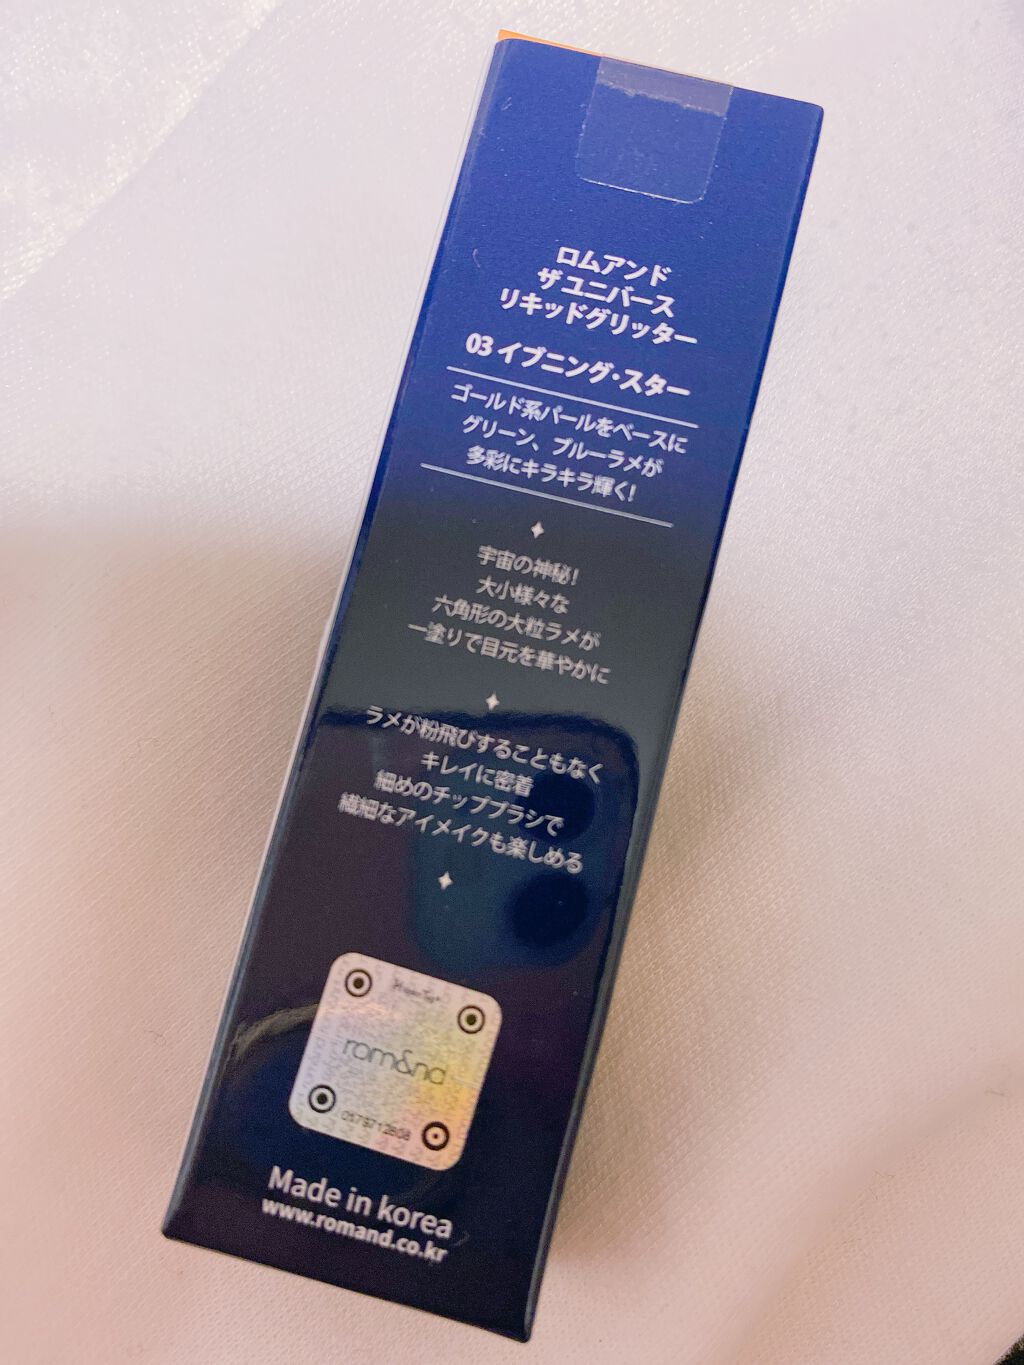 ロムアンド
ザ ユニバース
リキッドグリッター
03 イブニング・スター
ゴールド系パールをベースに
グリーン、ブルーラメが
多彩にキラキラ輝く!
宇宙の神秘!
大小様々な
六角形の大粒ラメが
一塗りで目元を華やかに
ラメが粉飛びすることもなく
キレイに密着
細めのチップブラシで
繊細なアイメイクも楽しめる
rom&nd
Made in korea
www.romand.co.kr